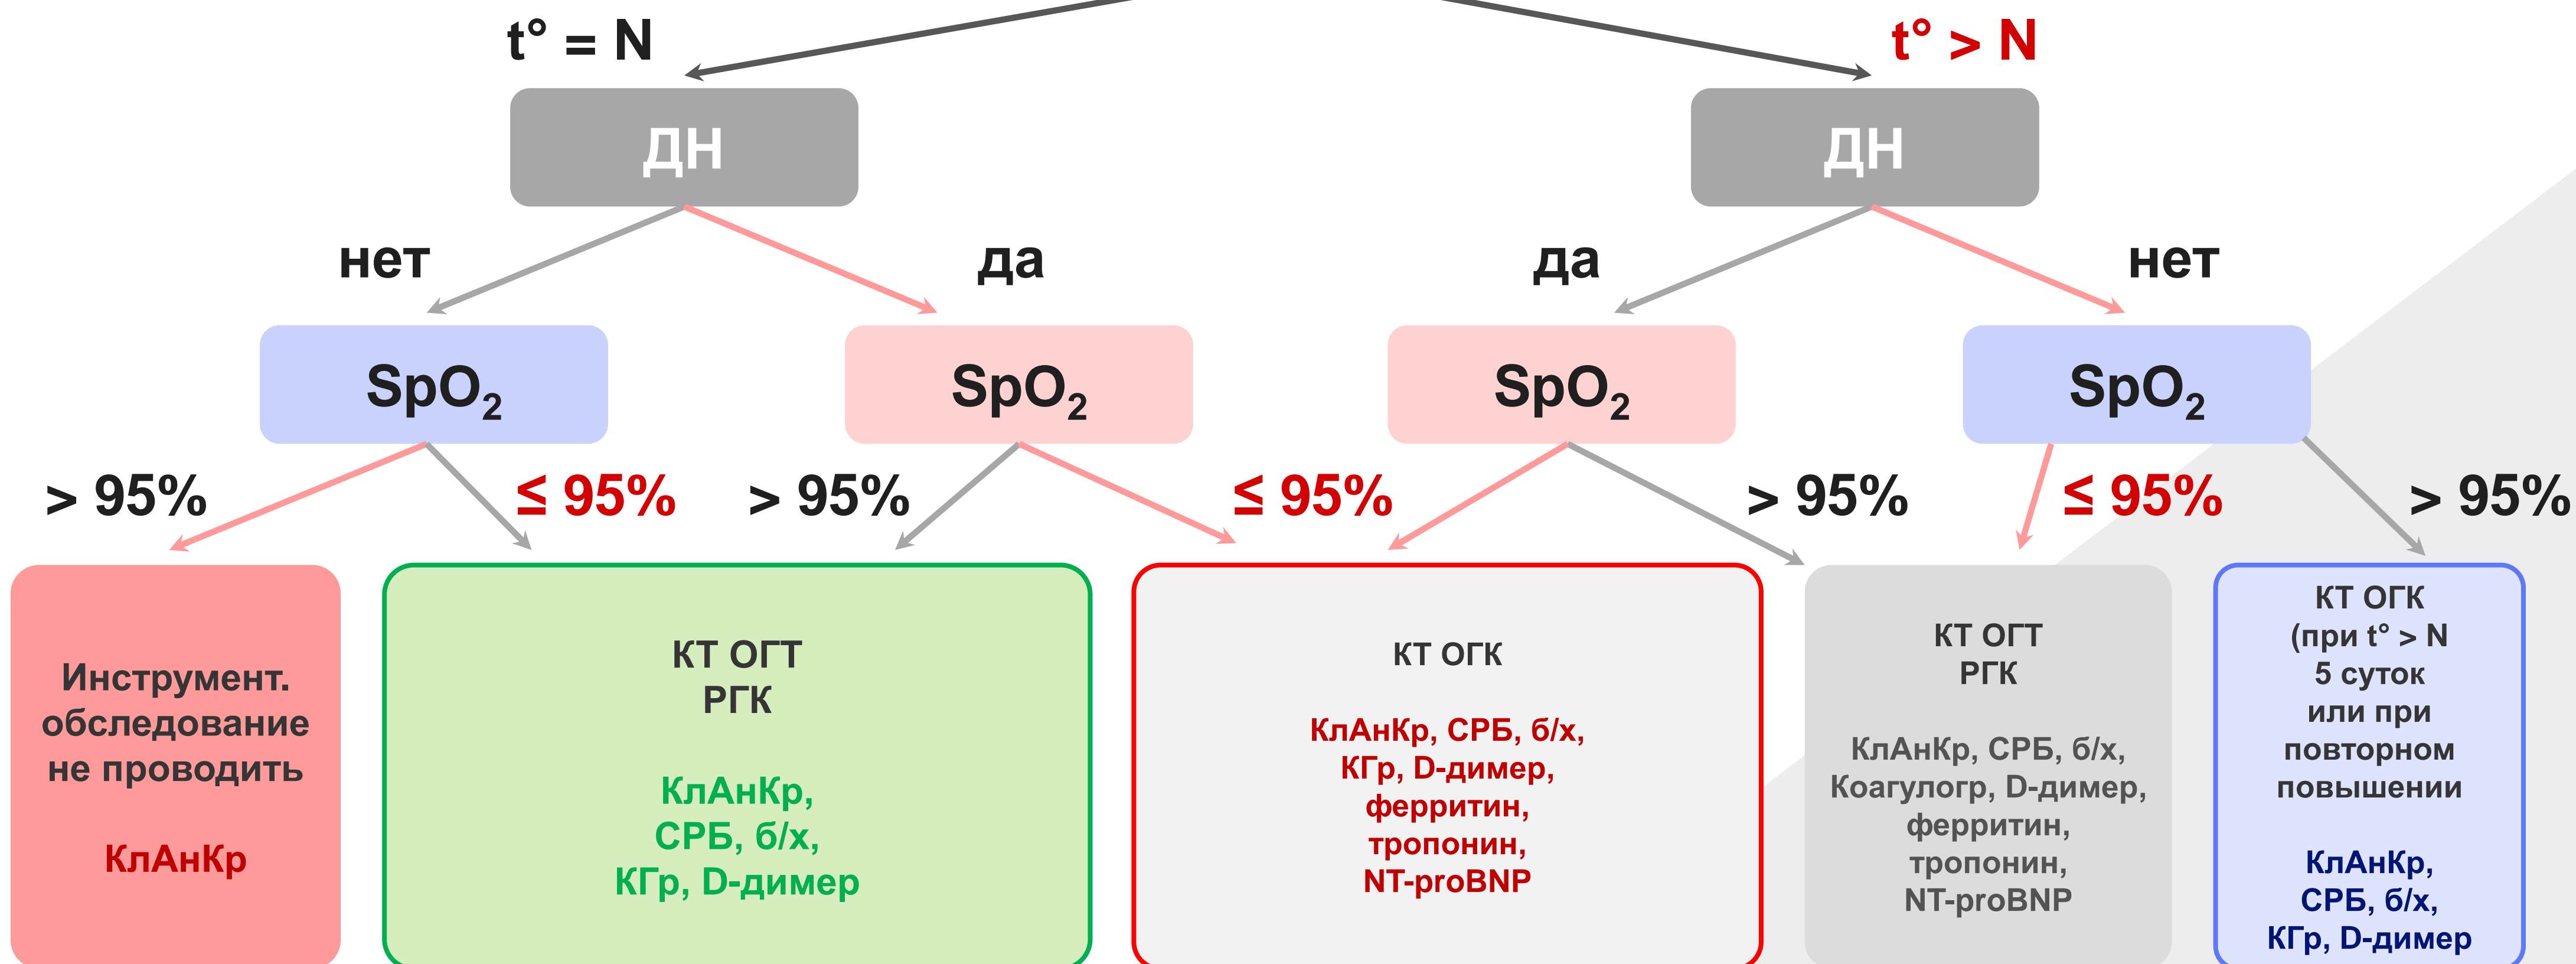 t° = N
t° > N
ДН
ДН
нет
да
да
нет
SpO₂
SpO₂
SpO₂
SpO₂
> 95%
≤ 95%
> 95%
≤ 95%
> 95%
≤ 95%
> 95%
Инструмент.
обследование
не проводить
КлАнКр
КТ ОГТ
РГК
КлАнКр,
СРБ, б/х,
КГр, D-димер
КТ ОГК
КлАнКр, СРБ, б/х,
КГр, D-димер,
ферритин,
тропонин,
NT-proBNP
КТ ОГТ
РГК
КлАнКр, СРБ, б/х,
Коагулогр, D-димер,
ферритин,
тропонин,
NT-proBNP
КТ ОГК
(при t° > N
5 суток
или при
повторном
повышении
КлАнКр,
СРБ, б/х,
КГр, D-димер